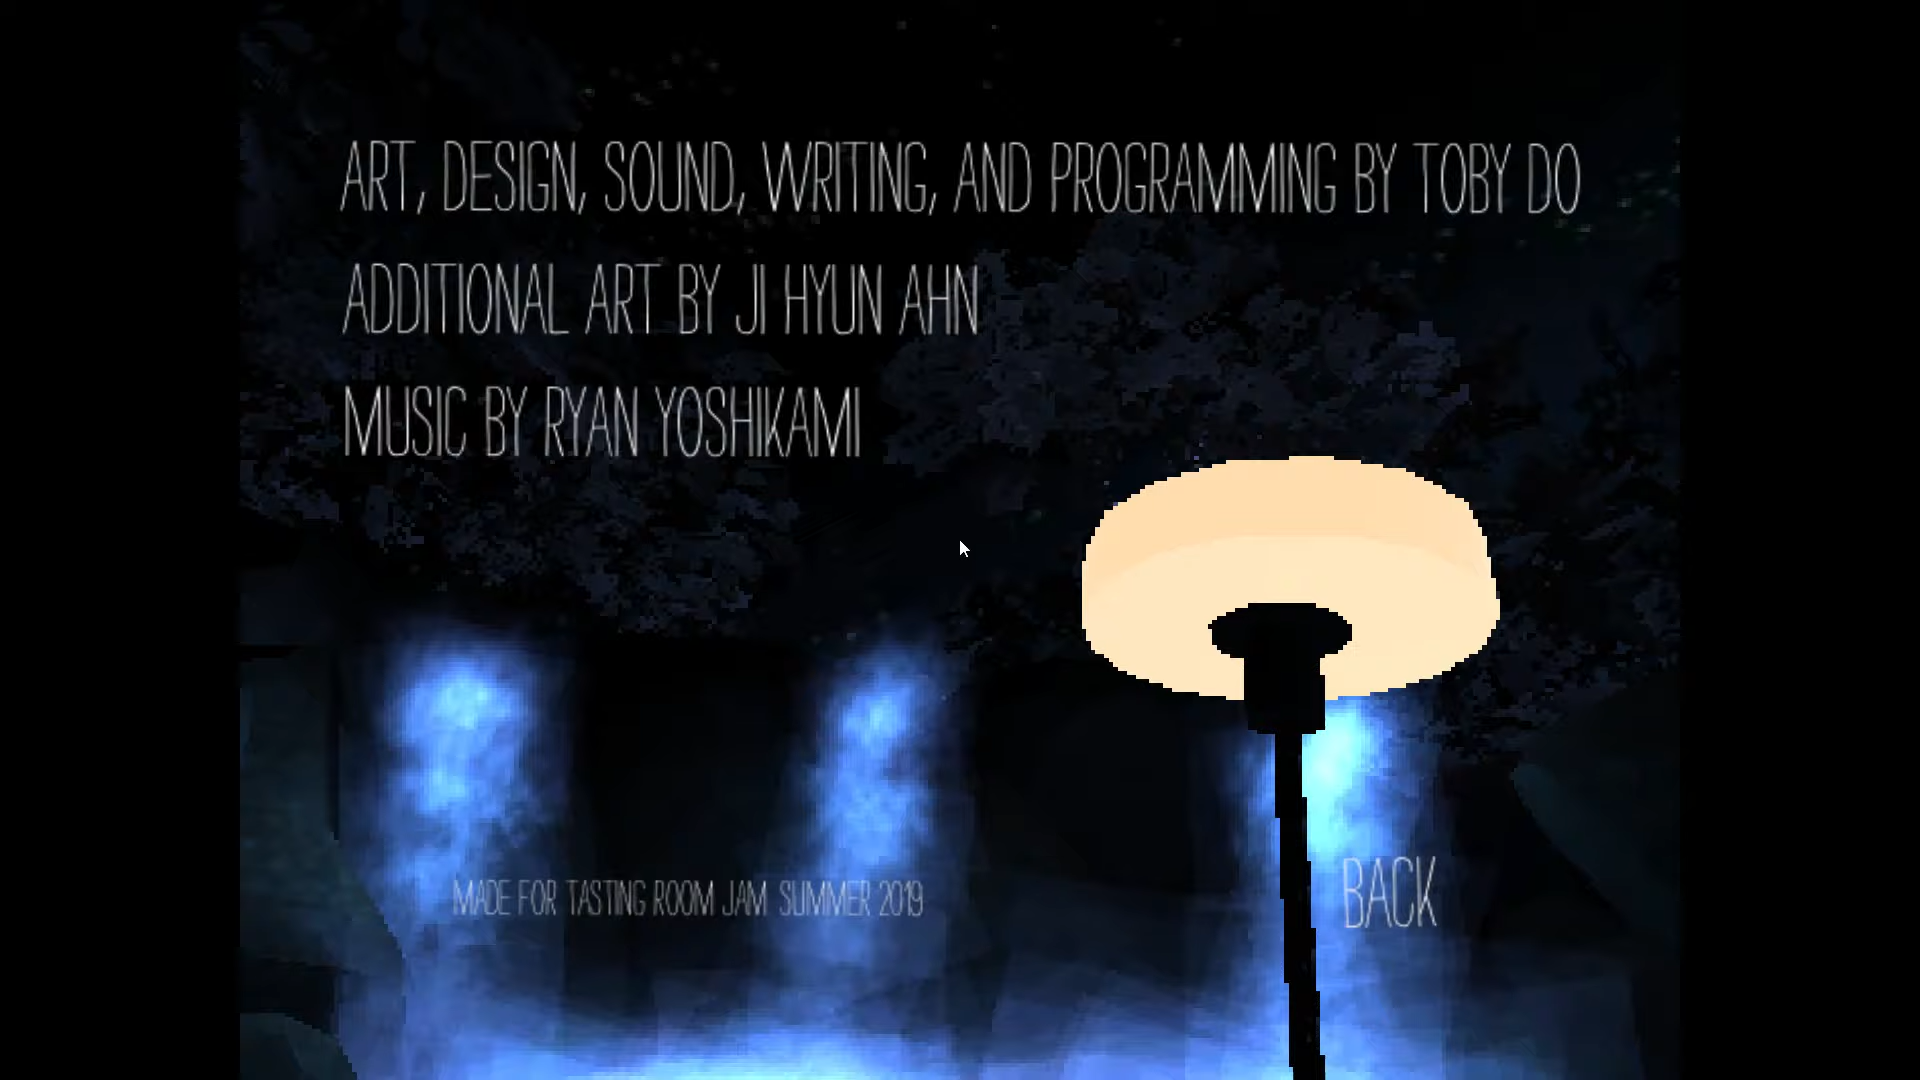 ART, DESIGN, SOUND, WRITING, AND PROGRAMMING BY TOBY DO
ADDITIONAL ART BY JI HYUN AHN
MUSIC BY RYAN YOSHIKAMI
MADE FOR TASTING ROOM JAM SUMMER 2019
BACK